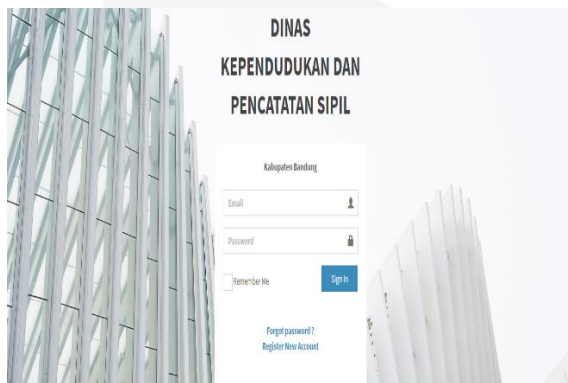 DINAS
KEPENDUDUKAN DAN
PENCATATAN SIPIL
Kabupaten Bandung
Email
Password
Remember Me
Sign In
Forgot password ?
Register New Account